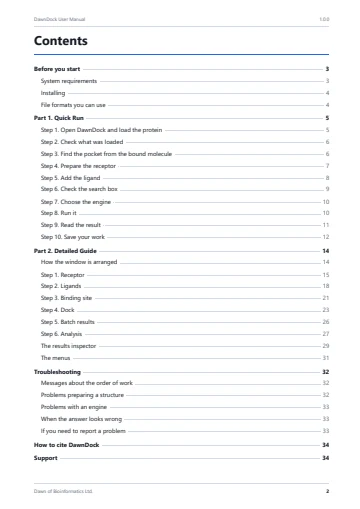 DawnDock User Manual
1.0.0
Contents
Before you start 3
System requirements 3
Installing 4
File formats you can use 4
Part 1. Quick Run 5
Step 1. Open DawnDock and load the protein 5
Step 2. Check what was loaded 6
Step 3. Find the pocket from the bound molecule 6
Step 4. Prepare the receptor 7
Step 5. Add the ligand 8
Step 6. Check the search box 9
Step 7. Choose the engine 10
Step 8. Run it 10
Step 9. Read the result 11
Step 10. Save your work 12
Part 2. Detailed Guide 14
How the window is arranged 14
Step 1. Receptor 15
Step 2. Ligands 18
Step 3. Binding site 21
Step 4. Dock 23
Step 5. Batch results 26
Step 6. Analysis 27
The results inspector 29
The menus 31
Troubleshooting 32
Messages about the order of work 32
Problems preparing a structure 32
Problems with an engine 33
When the answer looks wrong 33
If you need to report a problem 33
How to cite DawnDock 34
Support 34
Dawn of Bioinformatics Ltd.
2